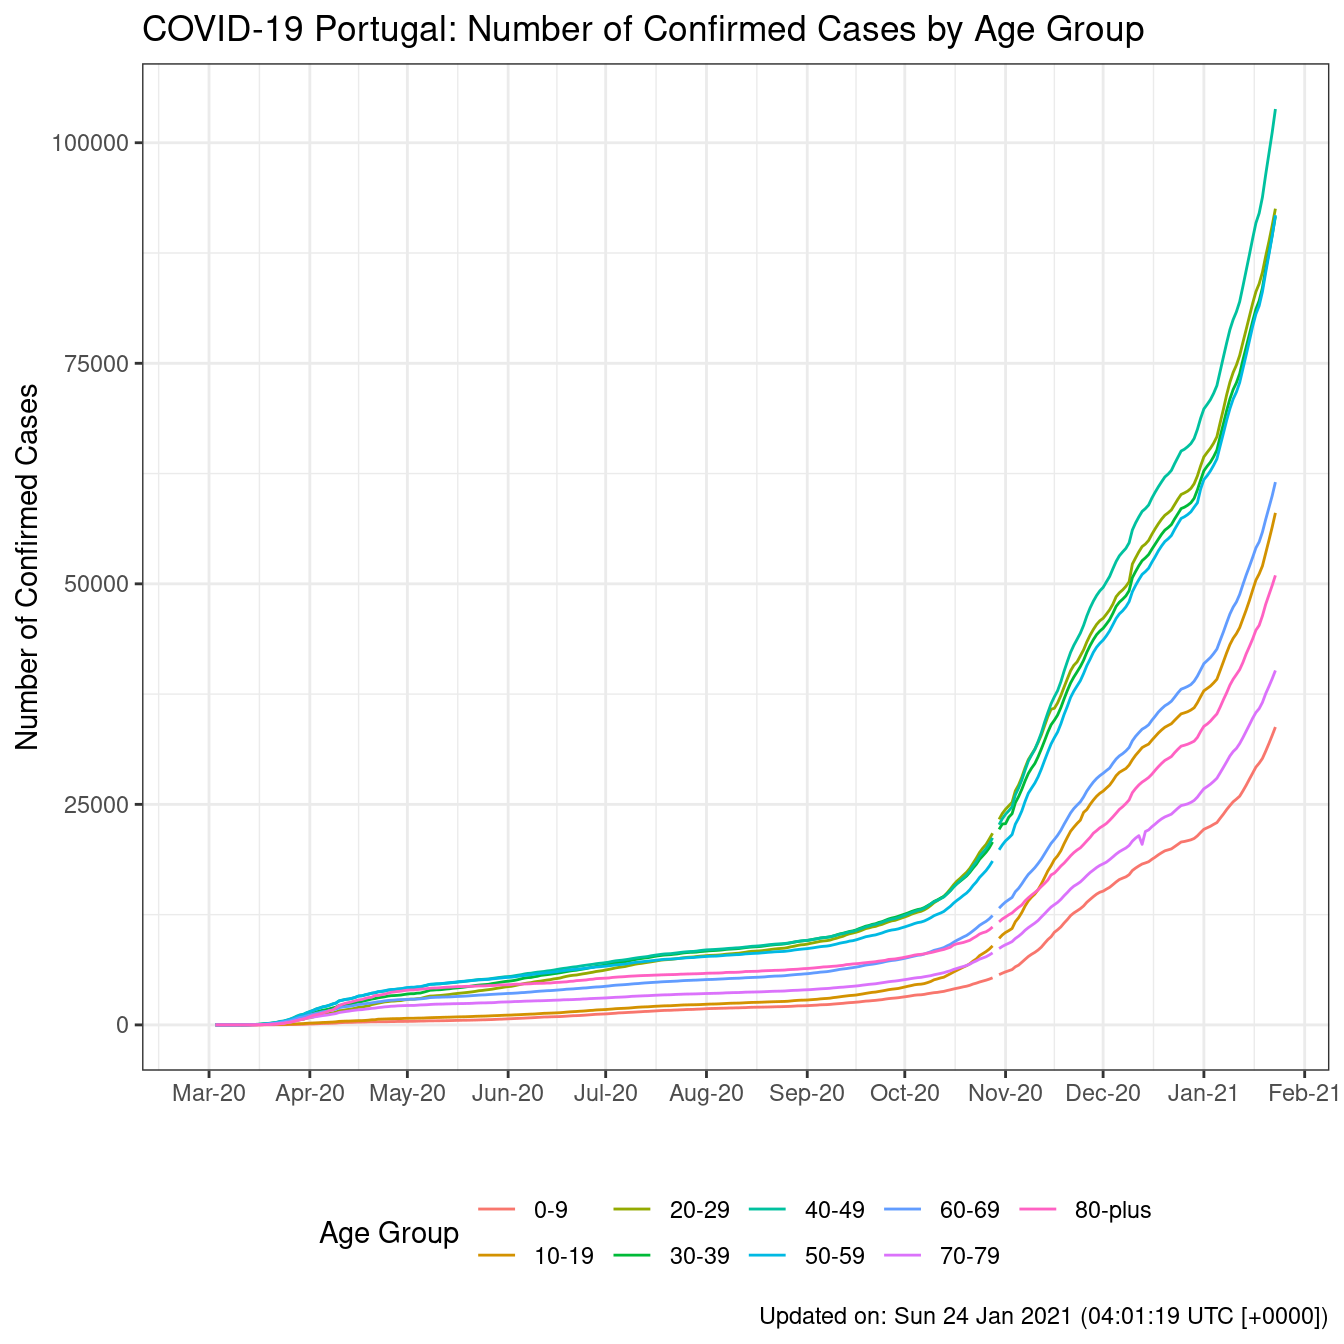 COVID-19 Portugal: Number of Confirmed Cases by Age Group
Number of Confirmed Cases
100000
75000
50000
25000
0
Mar-20 Apr-20 May-20 Jun-20 Jul-20 Aug-20 Sep-20 Oct-20 Nov-20 Dec-20 Jan-21 Feb-21
Age Group
0-9 20-29 40-49 60-69 80-plus
10-19 30-39 50-59 70-79
Updated on: Sun 24 Jan 2021 (04:01:19 UTC [+0000])